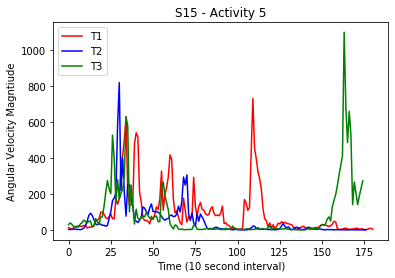 S15 - Activity 5
T1
T2
T3
Angular Velocity Magntiude
1000
800
600
400
200
0
0 25 50 75 100 125 150 175
Time (10 second interval)